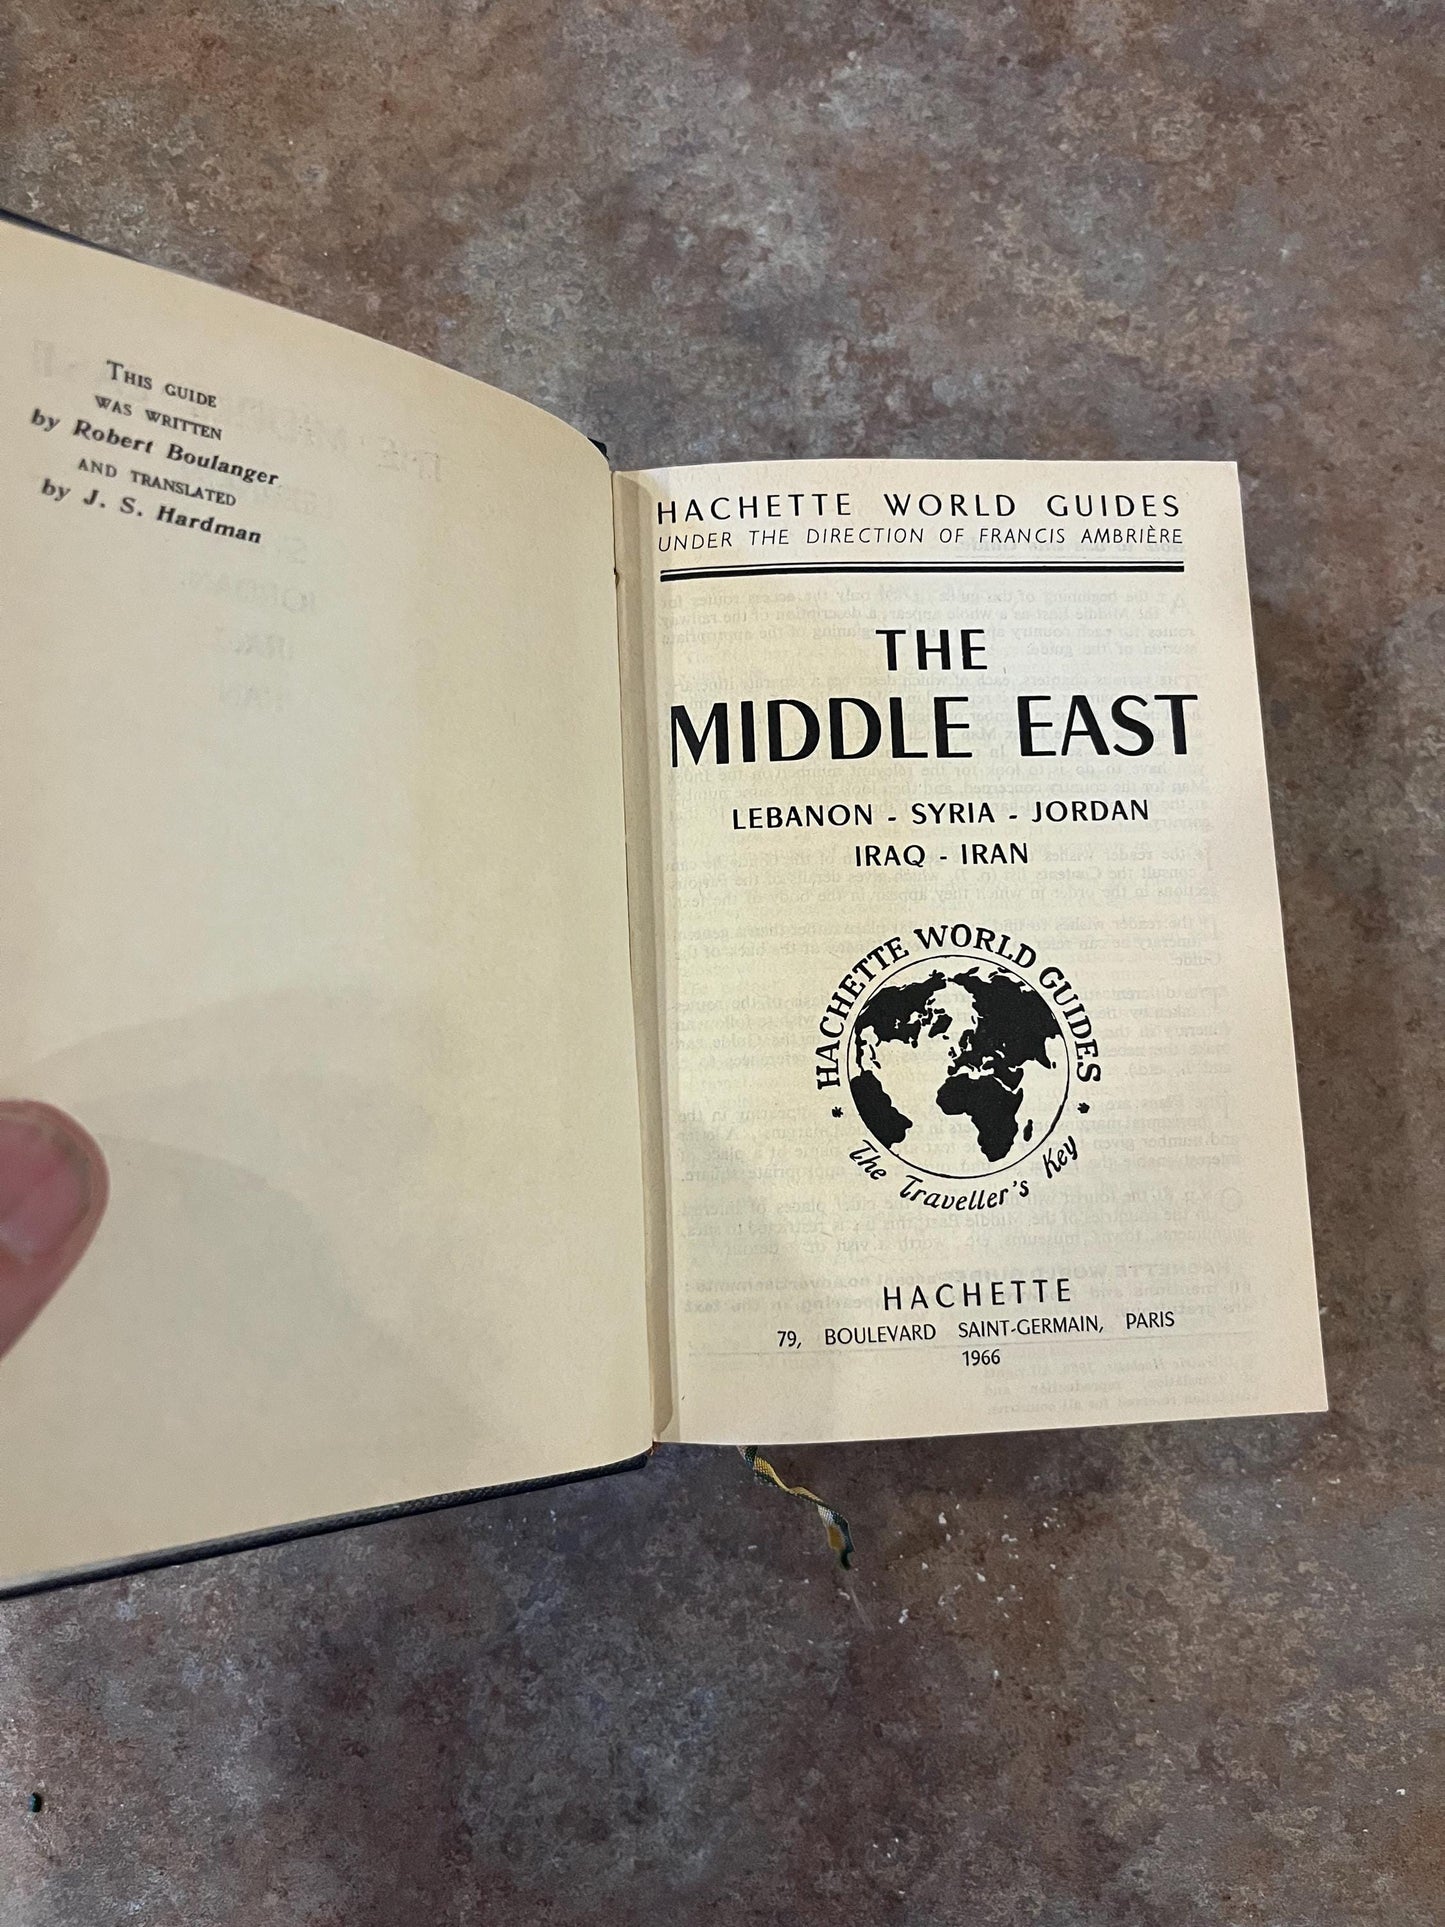 THIS GUIDE
WAS WRITTEN
by Robert Boulanger
AND TRANSLATED
by J. S. Hardman
HACHETTE WORLD GUIDES
UNDER THE DIRECTION OF FRANCIS AMBRIÈRE
THE
MIDDLE EAST
LEBANON - SYRIA - JORDAN
IRAQ - IRAN
HACHETTE WORLD GUIDES
The Traveller's Key
HACHETTE
79, BOULEVARD SAINT-GERMAIN, PARIS
1966